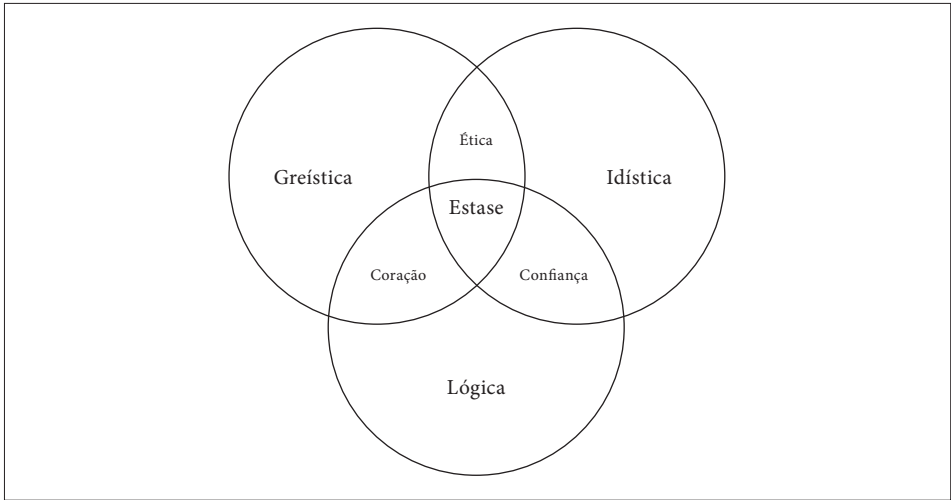 Ética
Greística
Idística
Estase
Coração
Confiança
Lógica